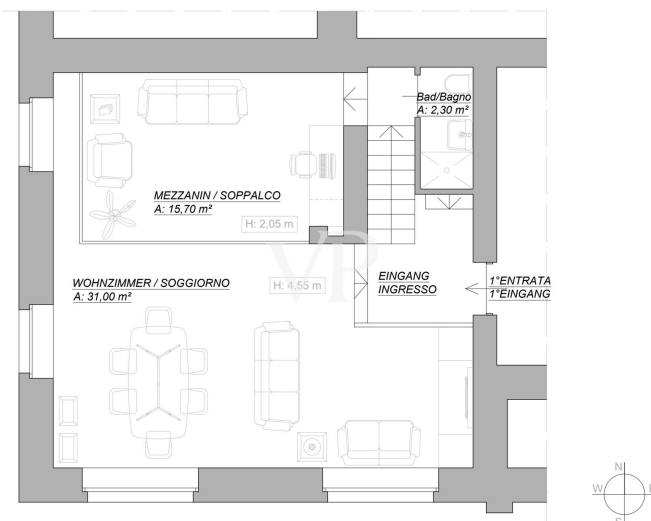 Bad/Bagno
A: 2,30 m²
MEZZANIN / SOPPALCO
A: 15,70 m²
H: 2,05 m
VP
WOHNZIMMER / SOGGIORNO
A: 31,00 m²
H: 4,55 m
EINGANG
INGRESSO
1°ENTRATA
1°EINGANG
N
W
S